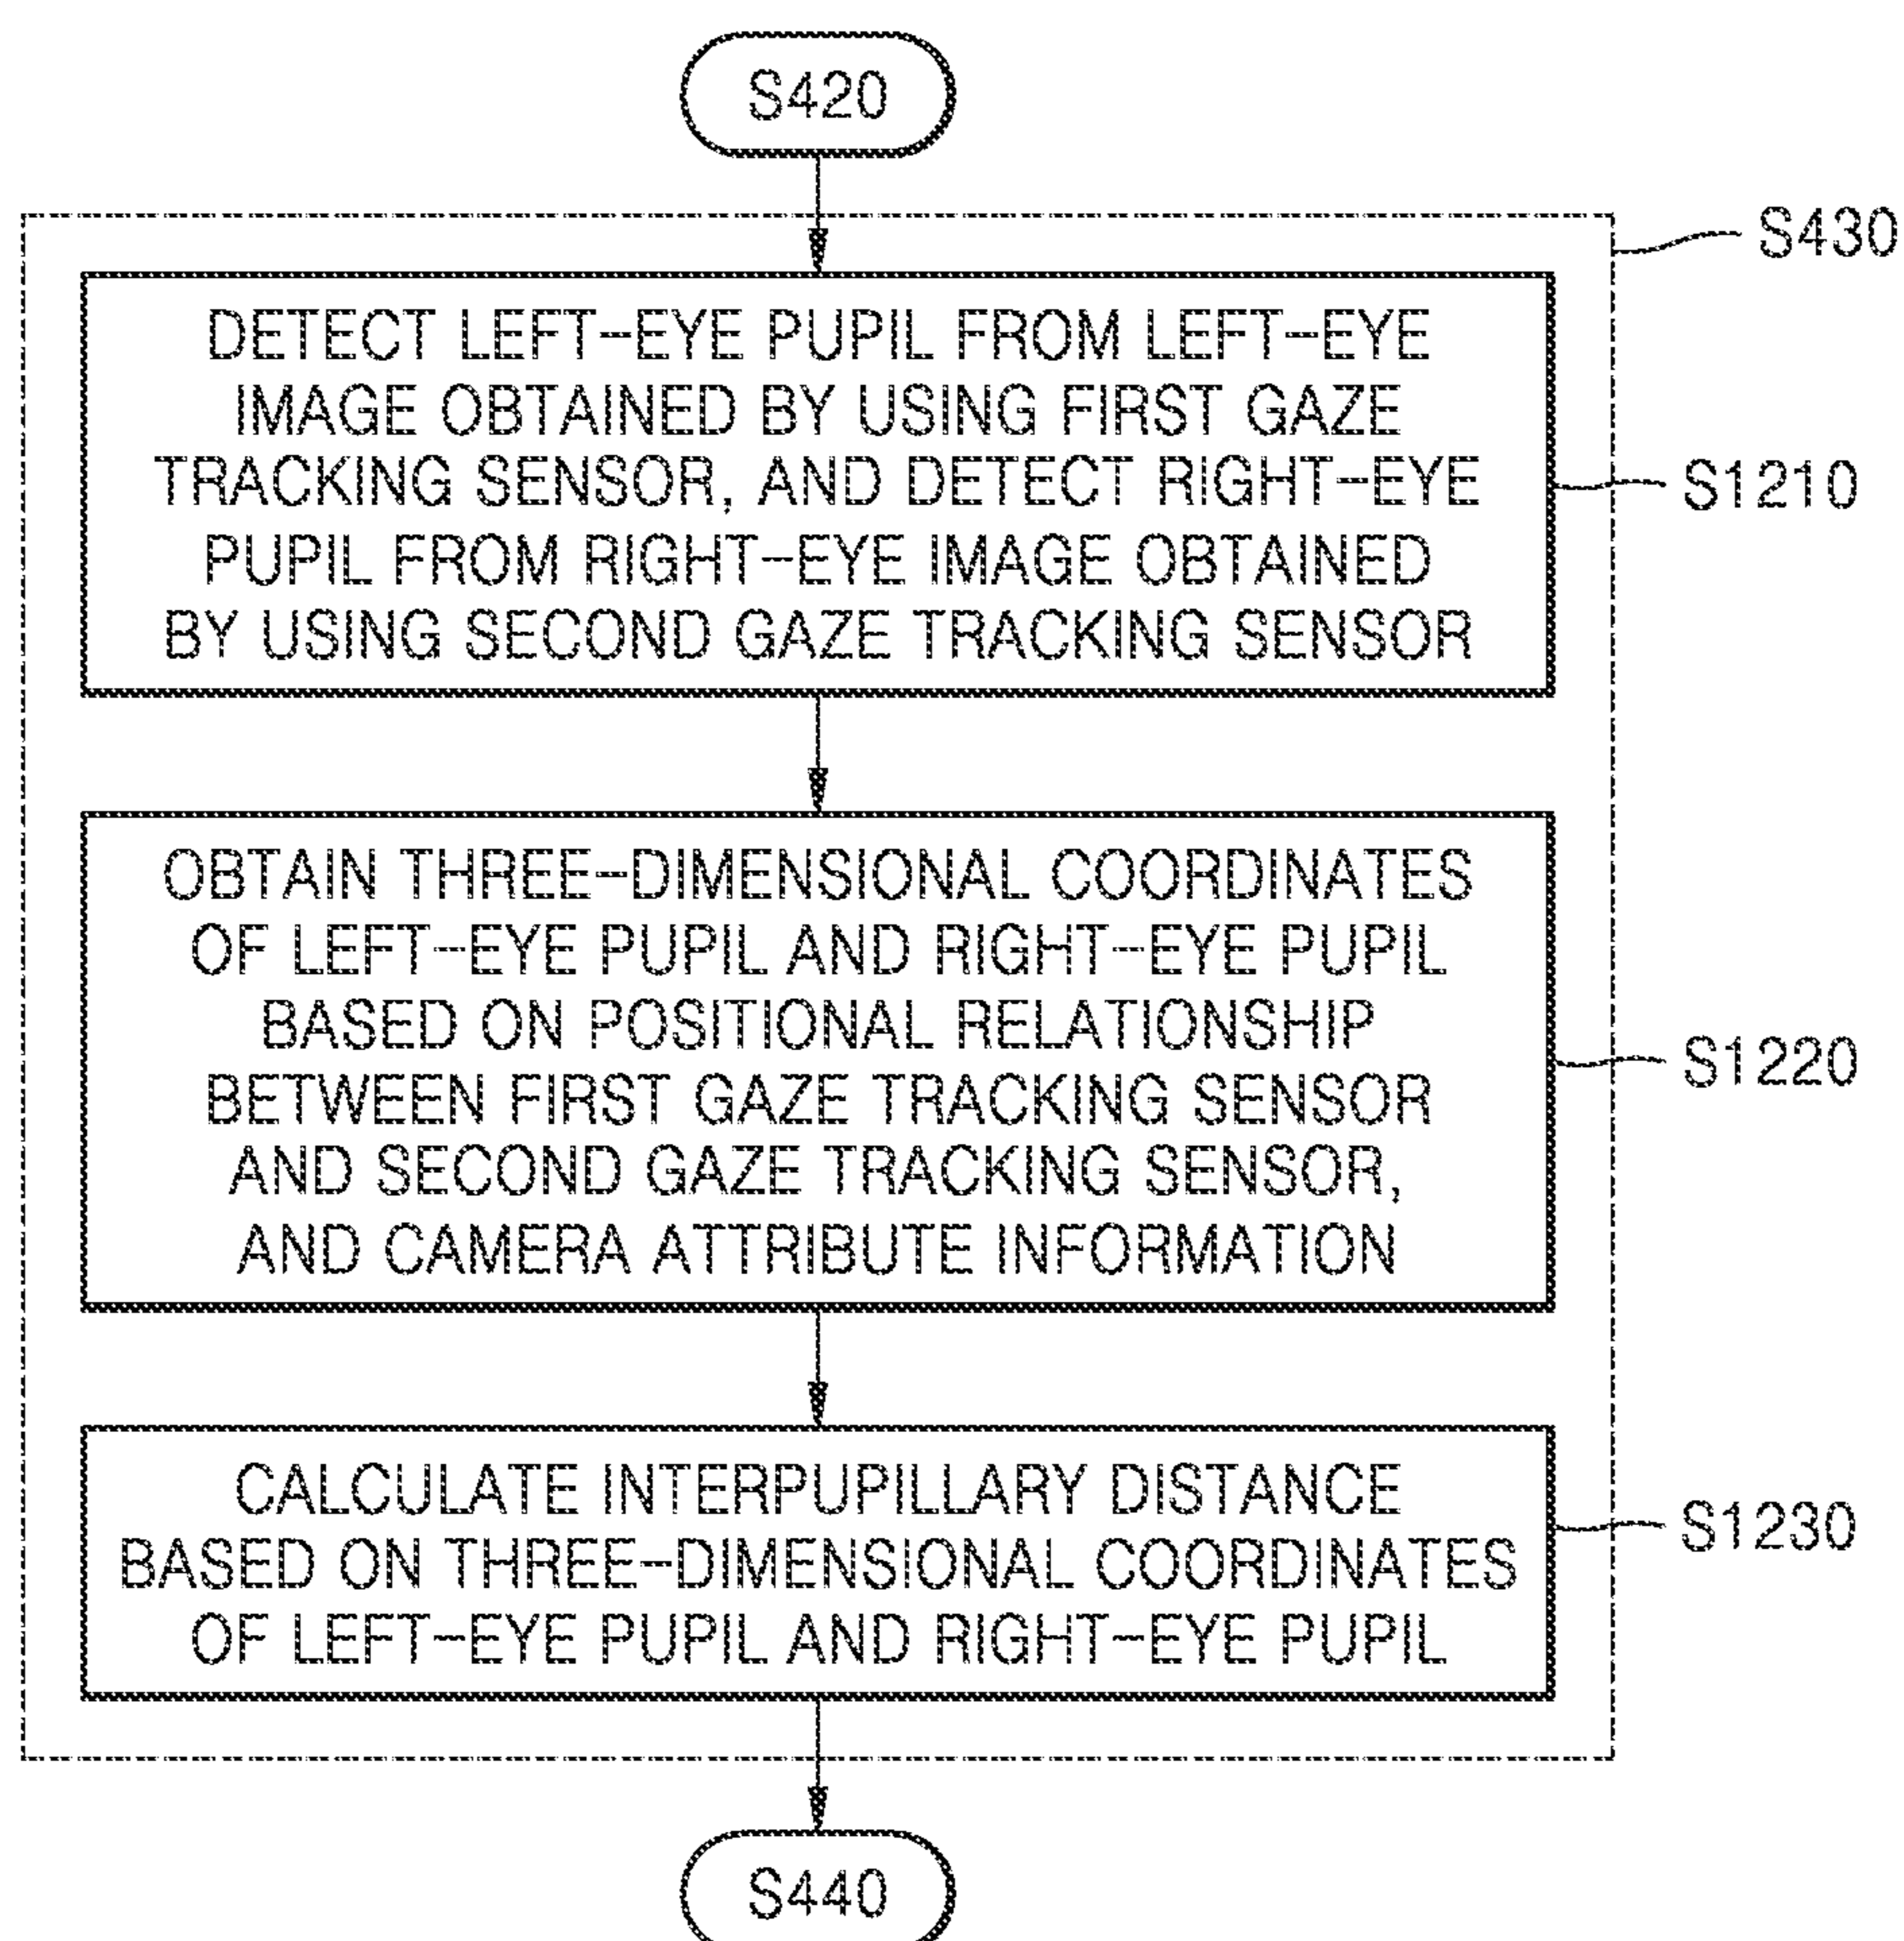 S420
S430
DETECT LEFT-EYE PUPIL FROM LEFT-EYE
IMAGE OBTAINED BY USING FIRST GAZE
TRACKING SENSOR, AND DETECT RIGHT-EYE
PUPIL FROM RIGHT-EYE IMAGE OBTAINED
BY USING SECOND GAZE TRACKING SENSOR
S1210
OBTAIN THREE-DIMENSIONAL COORDINATES
OF LEFT-EYE PUPIL AND RIGHT-EYE PUPIL
BASED ON POSITIONAL RELATIONSHIP
BETWEEN FIRST GAZE TRACKING SENSOR
AND SECOND GAZE TRACKING SENSOR,
AND CAMERA ATTRIBUTE INFORMATION
S1220
CALCULATE INTERPUPILLARY DISTANCE
BASED ON THREE-DIMENSIONAL COORDINATES
OF LEFT-EYE PUPIL AND RIGHT-EYE PUPIL
S1230
S440